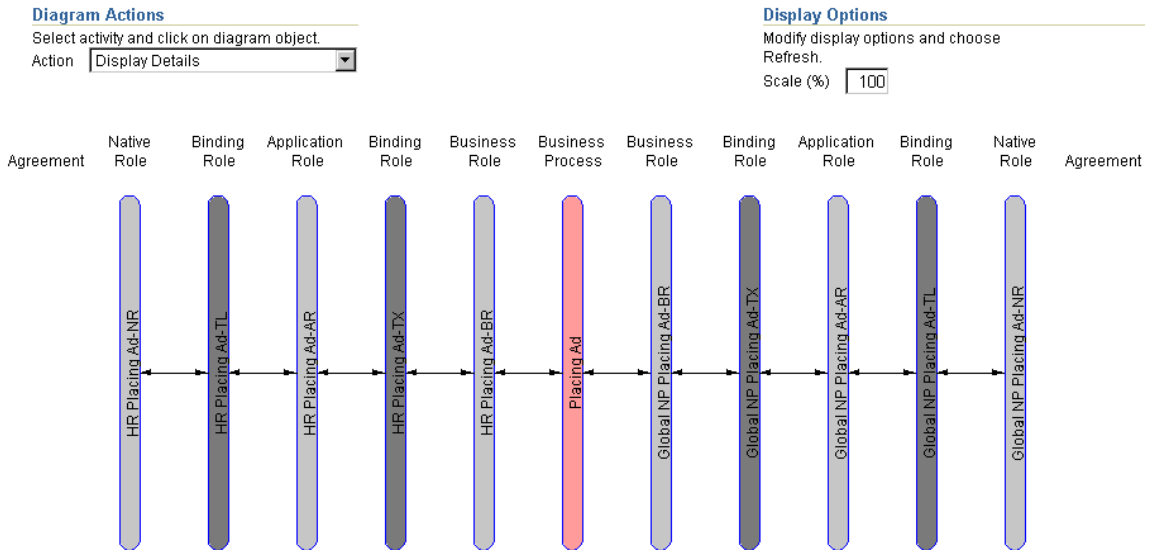 Diagram Actions
Select activity and click on diagram object.
Action Display Details
Display Options
Modify display options and choose
Refresh.
Scale (%) 100
Agreement
Native
Role
Binding
Role
Application
Role
Binding
Role
Business
Role
Business
Process
Business
Role
Binding
Role
Application
Role
Binding
Role
Native
Role
Agreement
HR Placing Ad-NR
HR Placing Ad-TL
HR Placing Ad-AR
HR Placing Ad-TX
HR Placing Ad-BR
Placing Ad
Global NP Placing Ad-BR
Global NP Placing Ad-TX
Global NP Placing Ad-AR
Global NP Placing Ad-TL
Global NP Placing Ad-NR